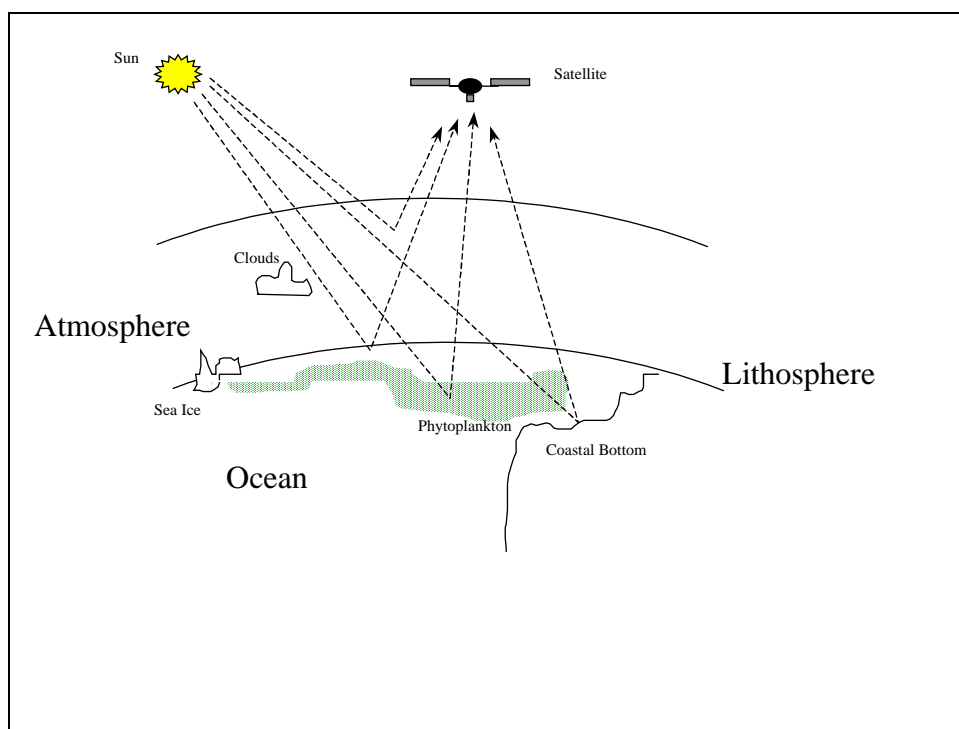 Sun
Satellite
Clouds
Atmosphere
Lithosphere
Sea Ice
Phytoplankton
Coastal Bottom
Ocean